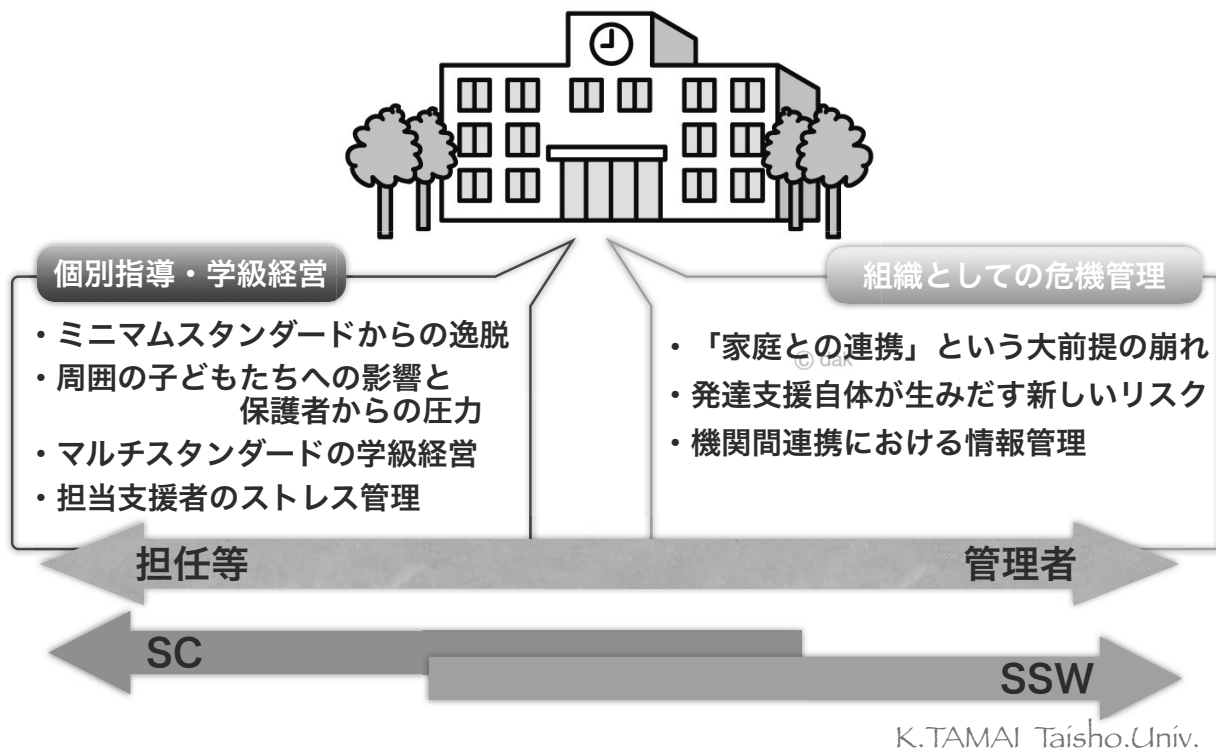 個別指導・学級経営
・ミニマムスタンダードからの逸脱
・周囲の子どもたちへの影響と
保護者からの圧力
・マルチスタンダードの学級経営
・担当支援者のストレス管理
組織としての危機管理
・「家庭との連携」という大前提の崩れ
© dak
・発達支援自体が生みだす新しいリスク
・機関間連携における情報管理
担任等
管理者
SC
SSW
K.TAMAI Taisho.Univ.